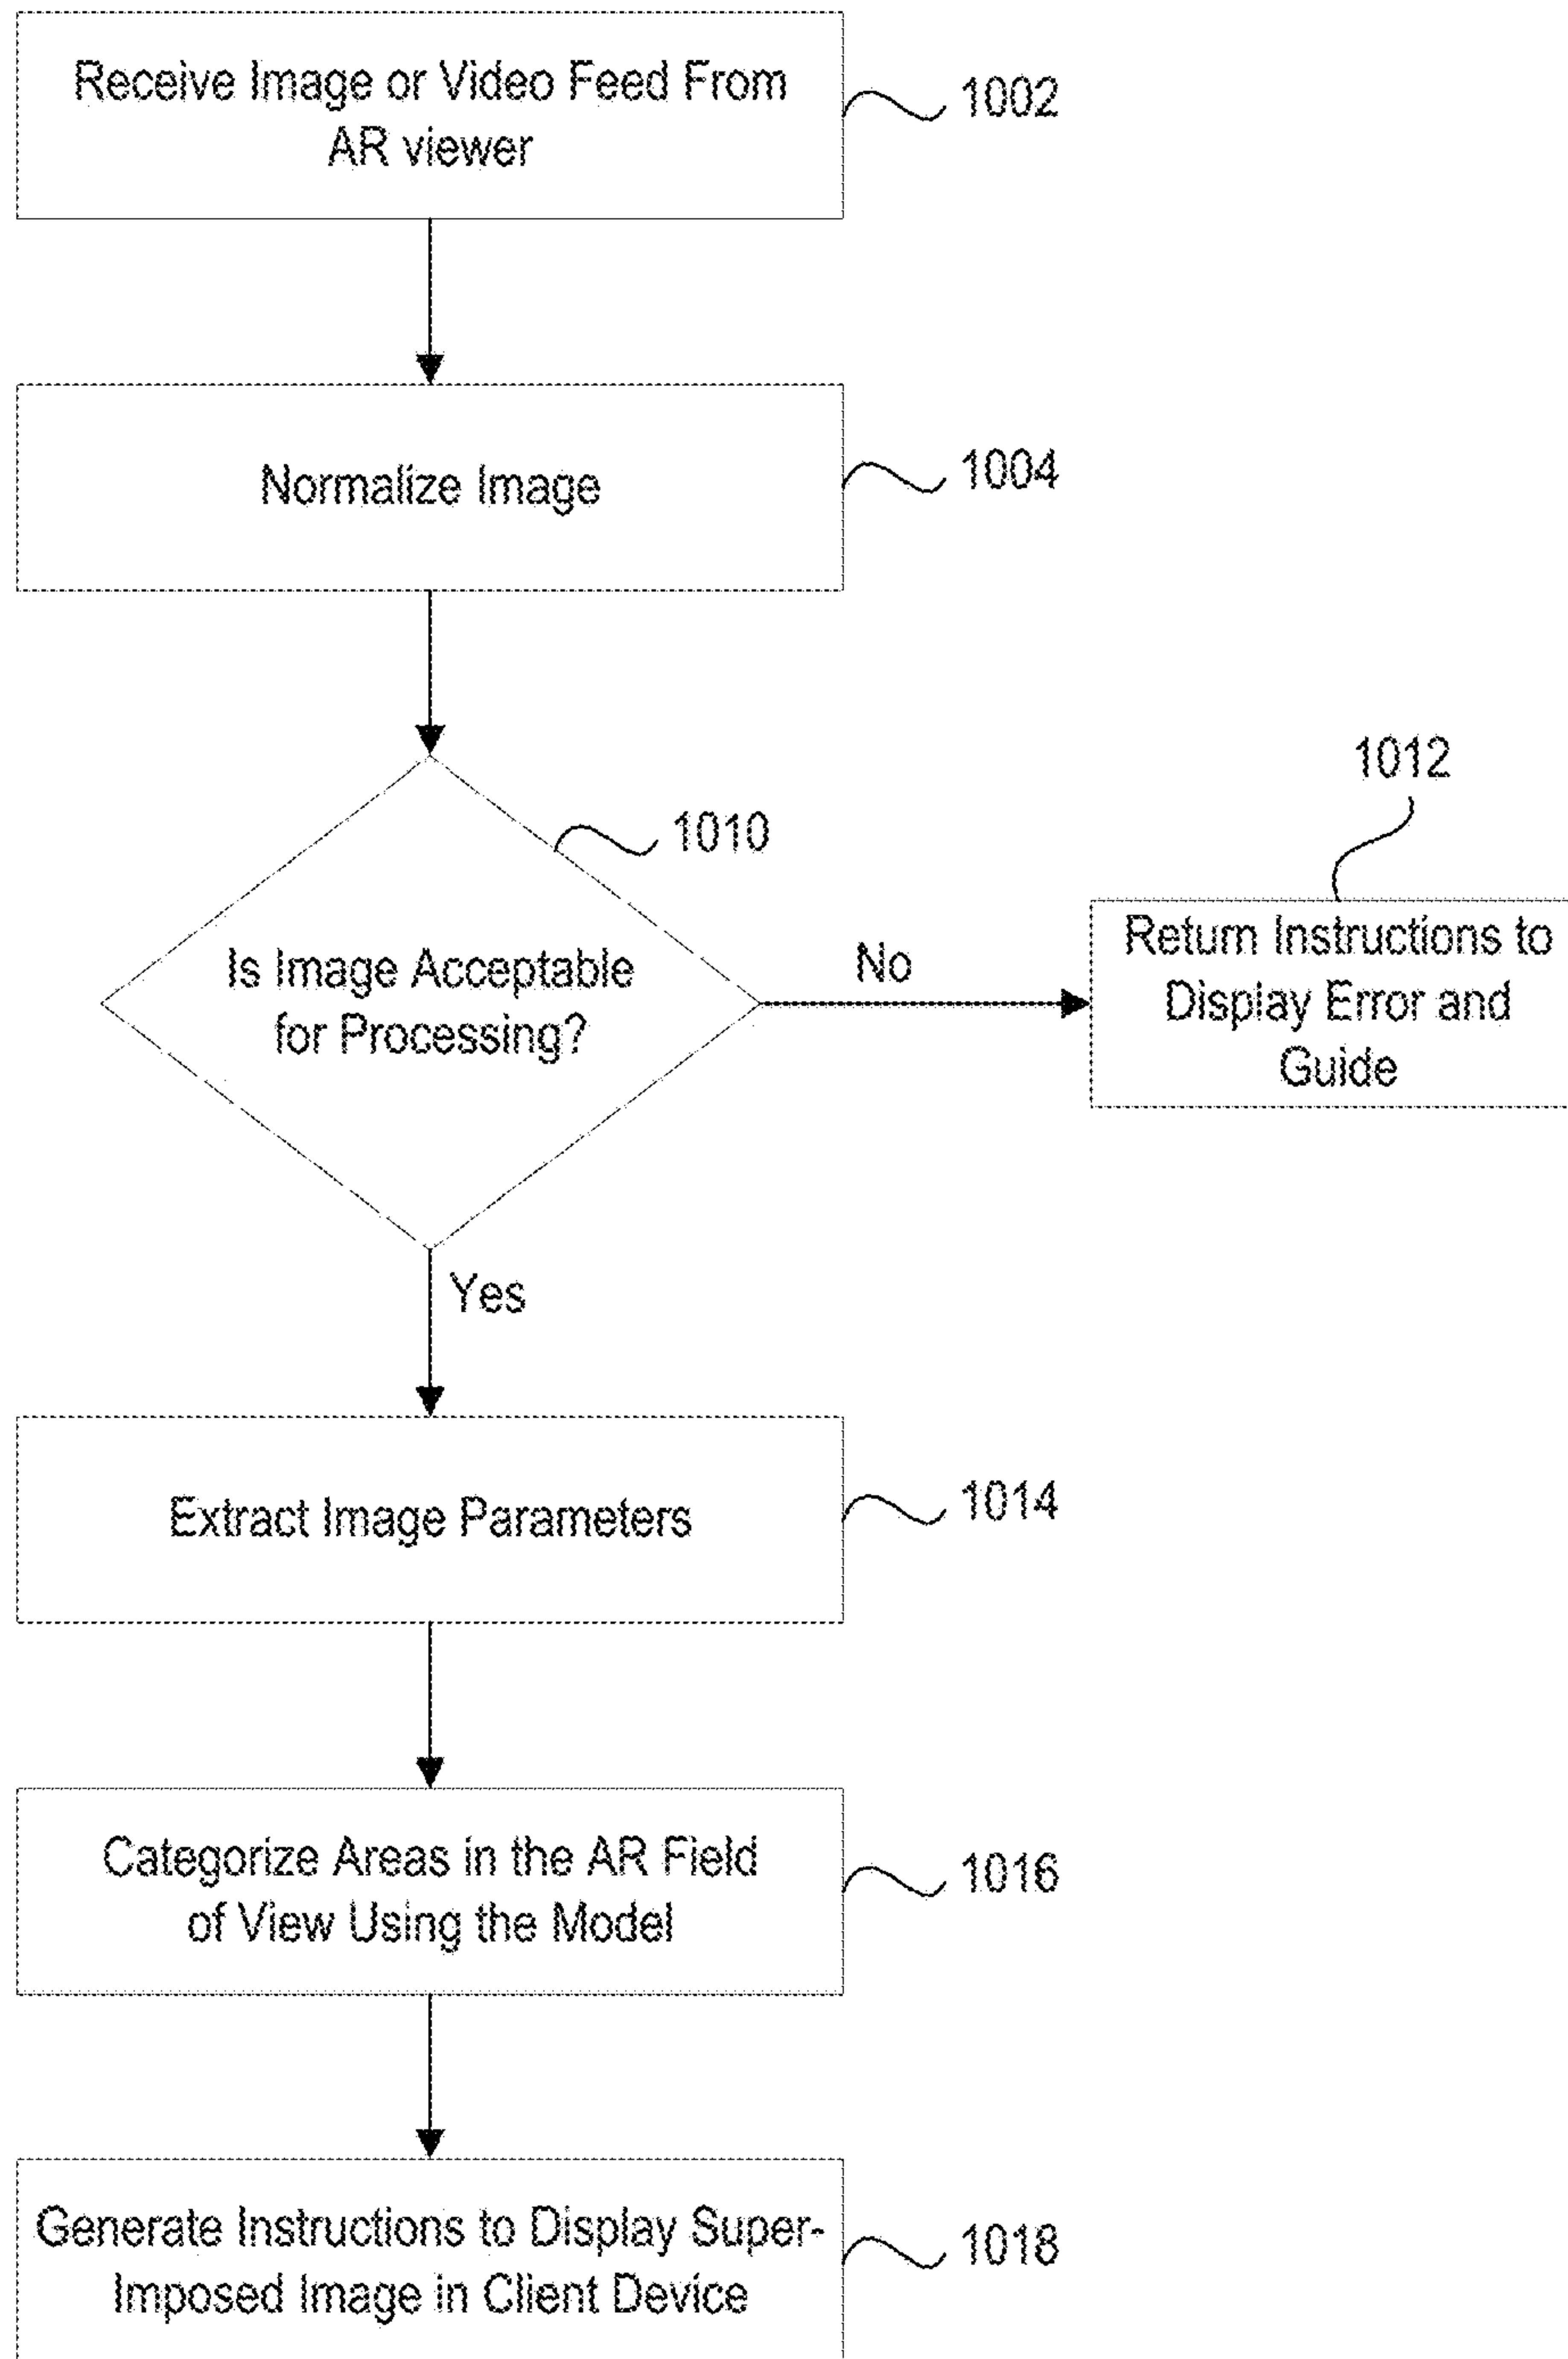 Receive Image or Video Feed From
AR viewer
1002
Normalize Image
1004
1010
Is Image Acceptable
for Processing?
No
1012
Return Instructions to
Display Error and
Guide
Yes
Extract Image Parameters
1014
Categorize Areas in the AR Field
of View Using the Model
1016
Generate Instructions to Display Super-
Imposed Image in Client Device
1018